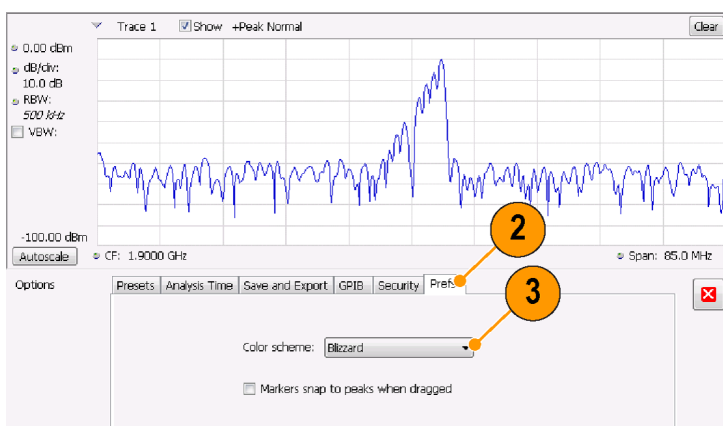 Trace 1 Show +Peak Normal Clear
0.00 dBm
dB/div:
10.0 dB
RBW:
500 kHz
VBW:
-100.00 dBm
Autoscale CF: 1.9000 GHz Span: 85.0 MHz
2
Options Presets Analysis Time Save and Export GPIB Security Prefs
3
Color scheme: Blizzard
Markers snap to peaks when dragged